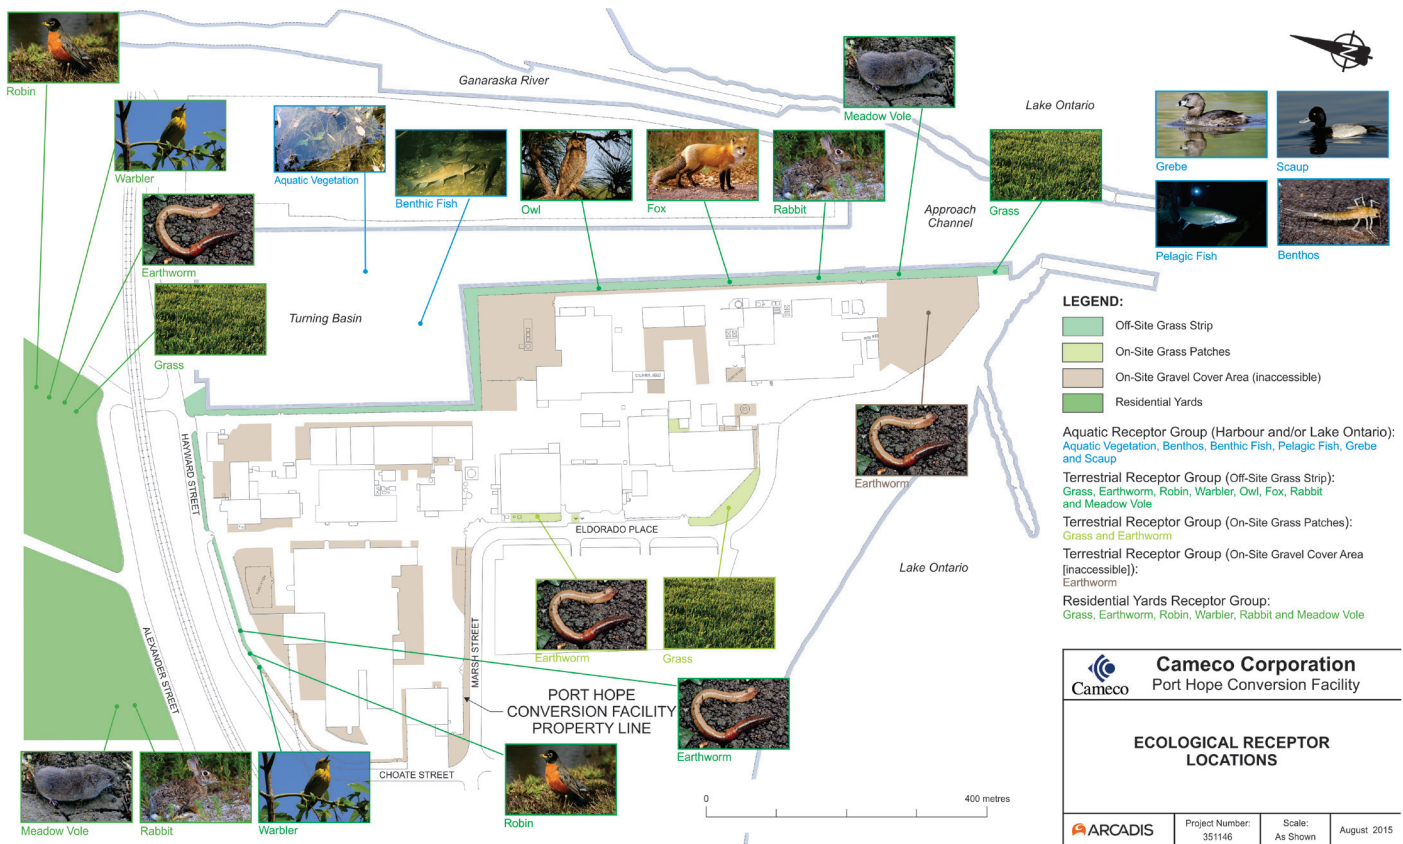 Robin
Warbler
Earthworm
Grass
Aquatic Vegetation
Benthic Fish
Owl
Fox
Rabbit
Meadow Vole
Grass
Ganaraska River
Lake Ontario
Approach
Channel
Turning Basin
N
Grebe
Scaup
Pelagic Fish
Benthos
HAYWARD STREET
ALEXANDER STREET
ELDORADO PLACE
MARSH STREET
CHOATE STREET
Earthworm
Lake Ontario
Earthworm
Grass
Earthworm
PORT HOPE
CONVERSION FACILITY
PROPERTY LINE
Meadow Vole
Rabbit
Warbler
Robin
0
400 metres
LEGEND:
Off-Site Grass Strip
On-Site Grass Patches
On-Site Gravel Cover Area (inaccessible)
Residential Yards
Aquatic Receptor Group (Harbour and/or Lake Ontario):
Aquatic Vegetation, Benthos, Benthic Fish, Pelagic Fish, Grebe
and Scaup
Terrestrial Receptor Group (Off-Site Grass Strip):
Grass, Earthworm, Robin, Warbler, Owl, Fox, Rabbit
and Meadow Vole
Terrestrial Receptor Group (On-Site Grass Patches):
Grass and Earthworm
Terrestrial Receptor Group (On-Site Gravel Cover Area
[inaccessible]):
Earthworm
Residential Yards Receptor Group:
Grass, Earthworm, Robin, Warbler, Rabbit and Meadow Vole
Cameco
Cameco Corporation
Port Hope Conversion Facility
ECOLOGICAL RECEPTOR
LOCATIONS
ARCADIS
Project Number:
351146
Scale:
As Shown
August 2015